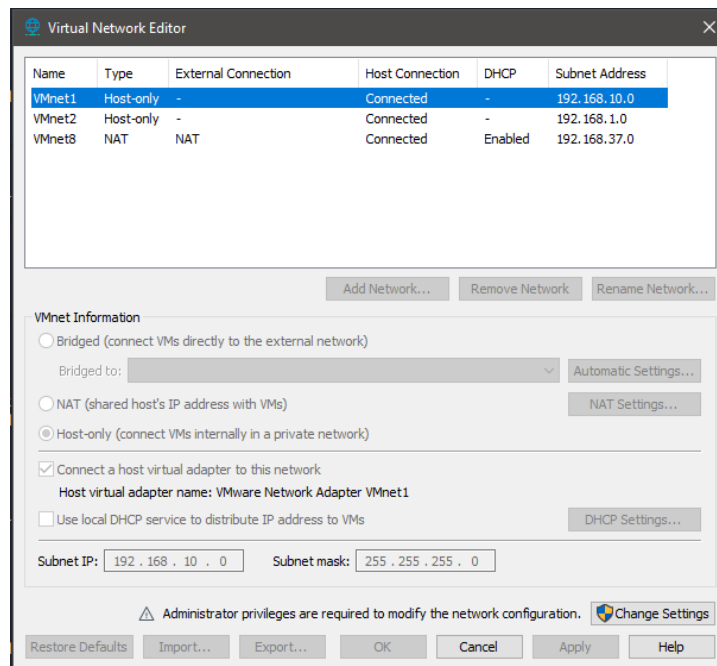 Virtual Network Editor
Name Type External Connection Host Connection DHCP Subnet Address
VMnet1 Host-only - Connected - 192.168.10.0
VMnet2 Host-only - Connected - 192.168.1.0
VMnet8 NAT NAT Connected Enabled 192.168.37.0
Add Network... Remove Network Rename Network...
VMnet Information
Bridged (connect VMs directly to the external network)
Bridged to: Automatic Settings...
NAT (shared host's IP address with VMs) NAT Settings...
Host-only (connect VMs internally in a private network)
Connect a host virtual adapter to this network
Host virtual adapter name: VMware Network Adapter VMnet1
Use local DHCP service to distribute IP address to VMs DHCP Settings...
Subnet IP: 192 . 168 . 10 . 0 Subnet mask: 255 . 255 . 255 . 0
Administrator privileges are required to modify the network configuration. Change Settings
Restore Defaults Import... Export... OK Cancel Apply Help